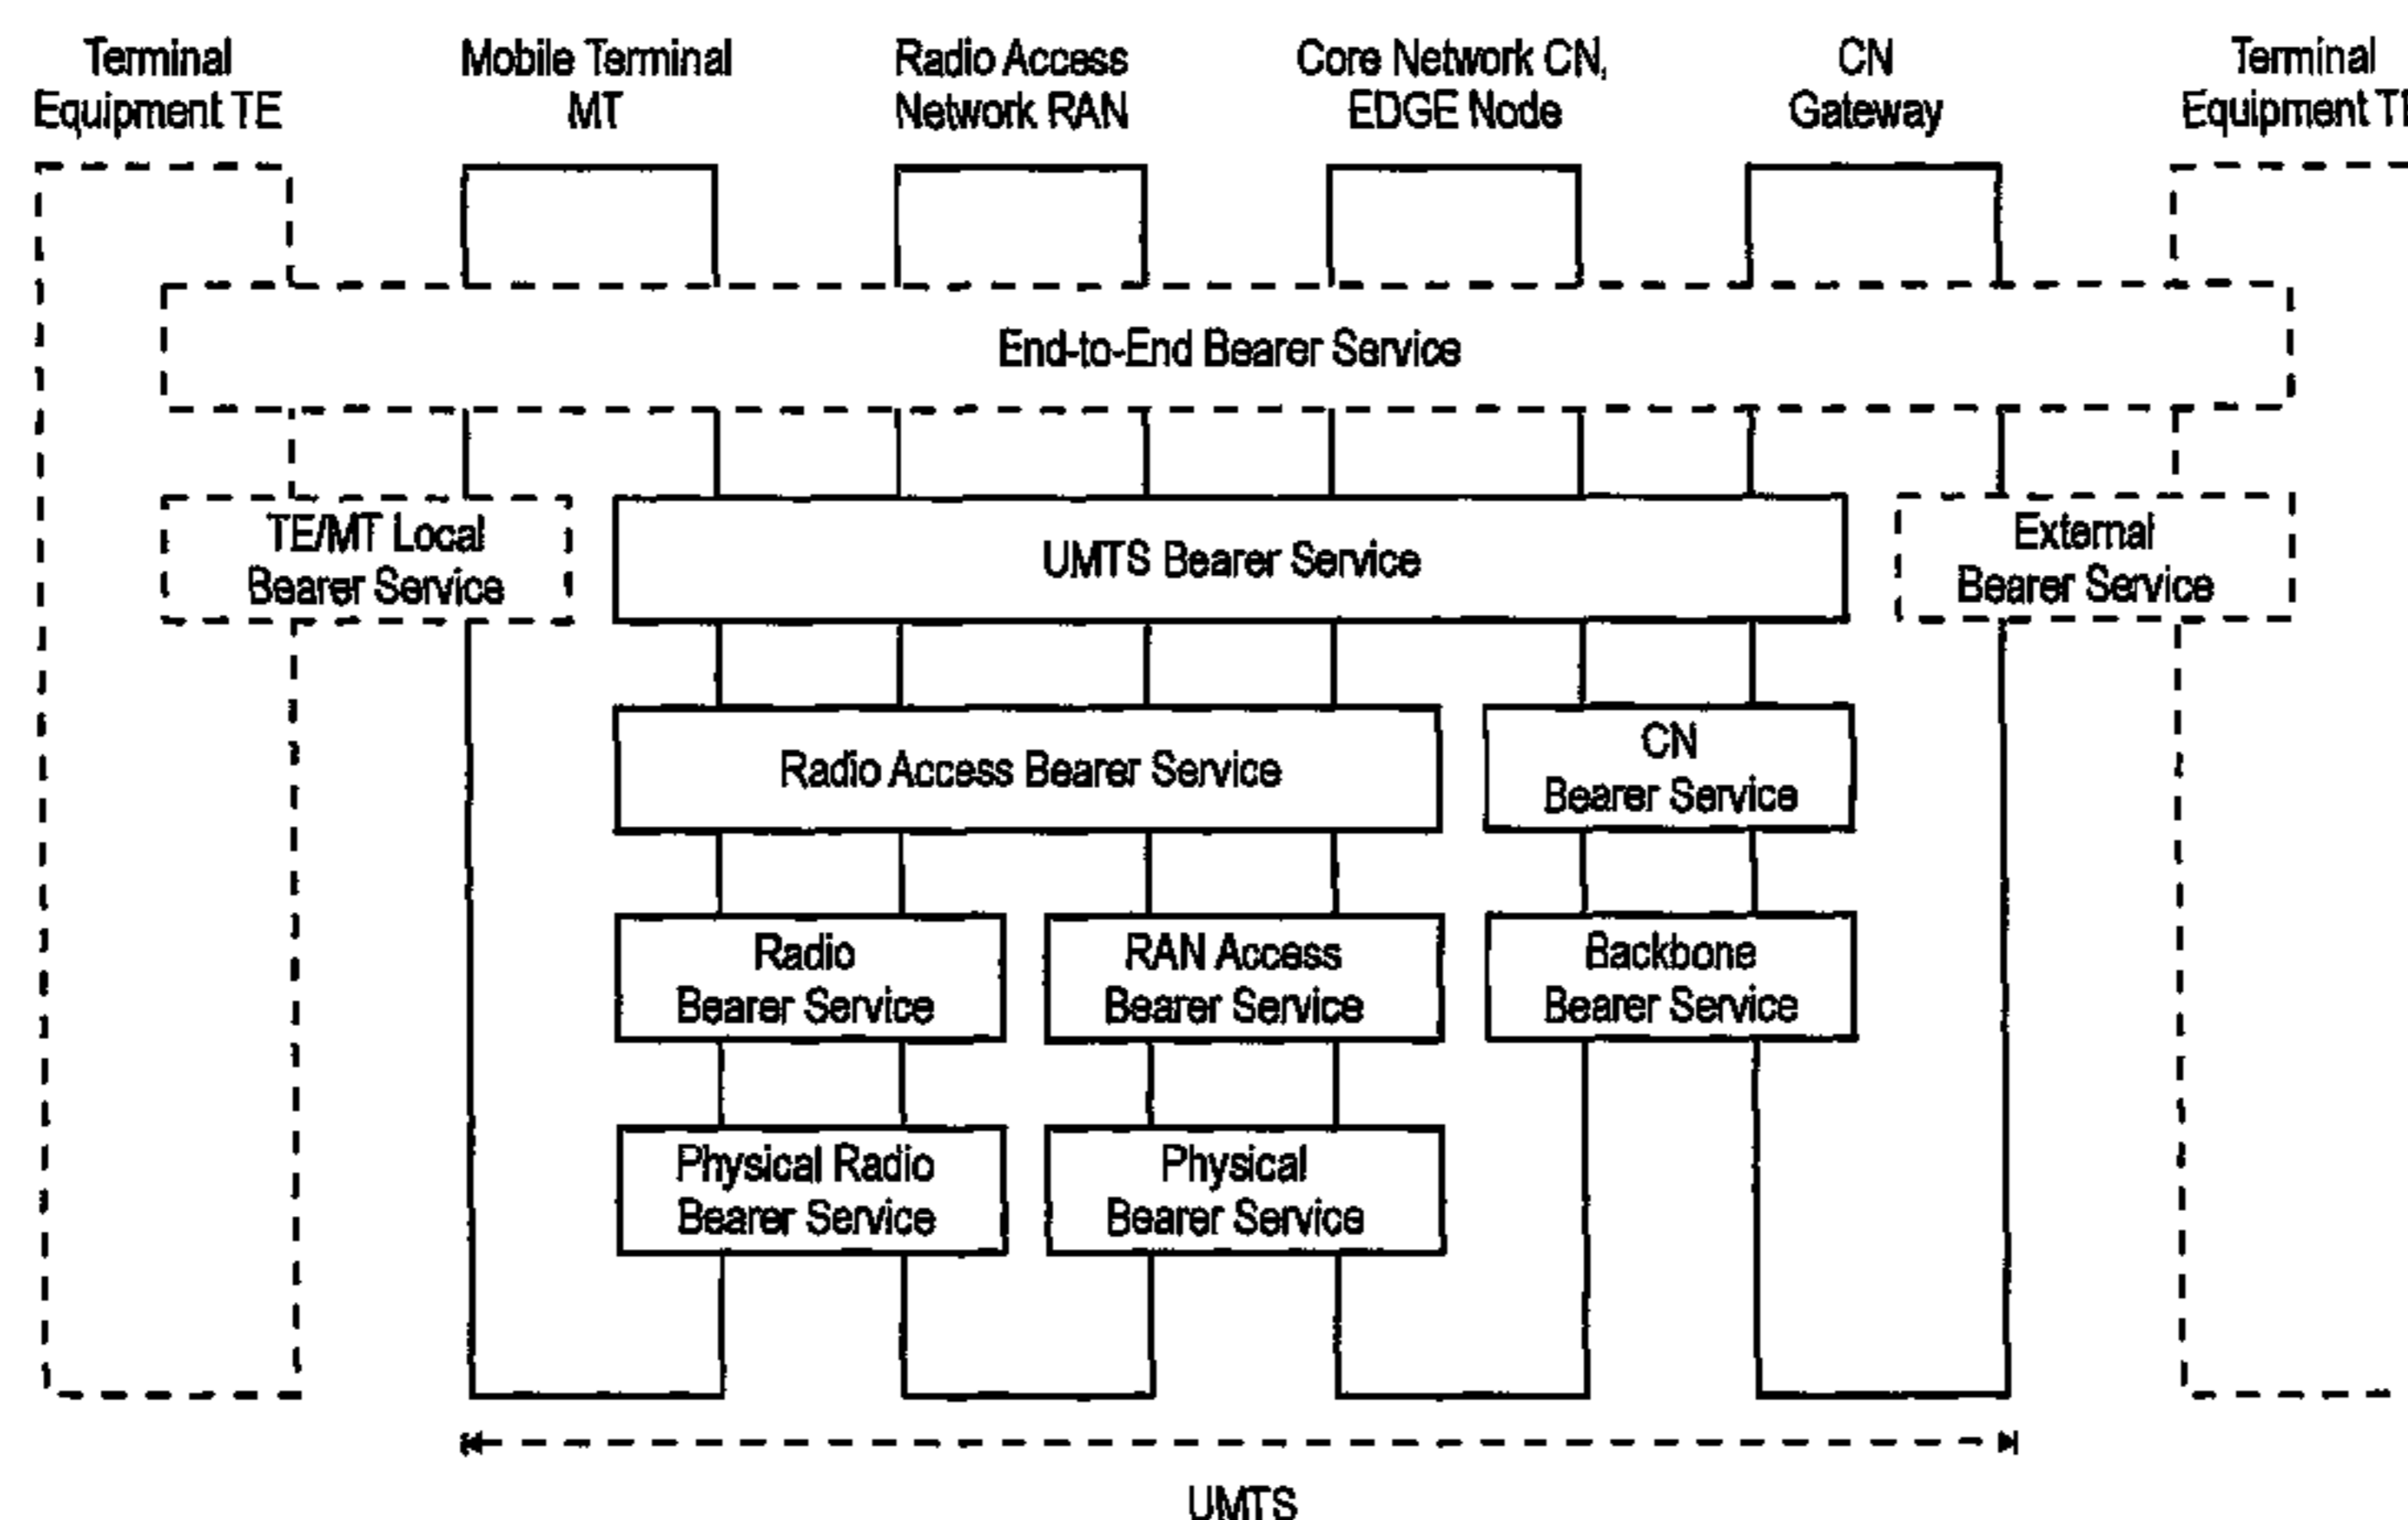 Terminal
Equipment TE
Mobile Terminal
MT
Radio Access
Network RAN
Core Network CN,
EDGE Node
CN
Gateway
Terminal
Equipment TE
End-to-End Bearer Service
TE/MT Local
Bearer Service
UMTS Bearer Service
External
Bearer Service
Radio Access Bearer Service
CN
Bearer Service
Radio
Bearer Service
RAN Access
Bearer Service
Backbone
Bearer Service
Physical Radio
Bearer Service
Physical
Bearer Service
UMTS